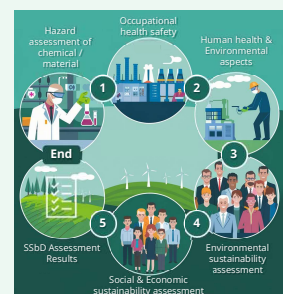 Hazard
assessment of
chemical /
material
Occupational
health safety
Human health &
Environmental
aspects
1
2
3
End
5
4
SSbD Assessment
Results
Social & Economic
sustainability assessment
Environmental
sustainability
assessment